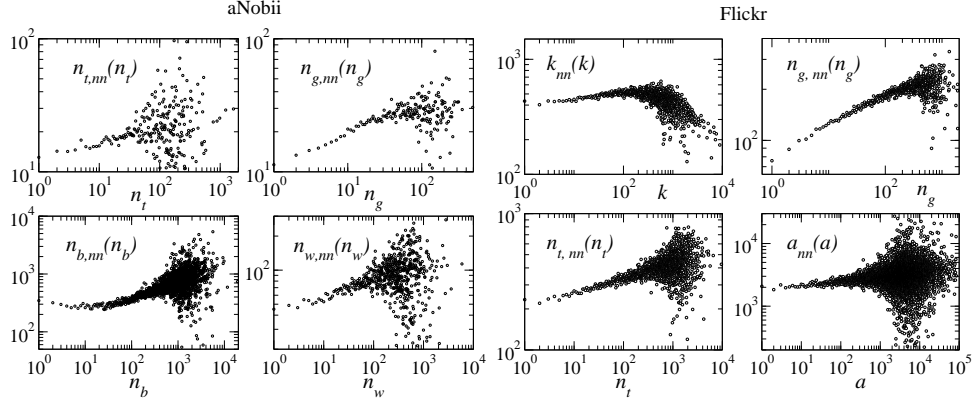 aNobii
Flickr
10^2
n_{t,nn}(n_t)
10^1
10^0 10^1 10^2 10^3
n_t
10^2
n_{g,nn}(n_g)
10^1
10^0 10^1 10^2
n_g
10^3
k_{nn}(k)
10^2
10^0 10^2 10^4
k
n_{g, nn}(n_g)
10^2
10^0 10^1 10^2 10^3
n_g
10^4
n_{b,nn}(n_b)
10^3
10^2
10^0 10^1 10^2 10^3 10^4
n_b
n_{w,nn}(n_w)
10^2
10^0 10^1 10^2 10^3 10^4
n_w
10^3
n_{t, nn}(n_t)
10^2
10^0 10^1 10^2 10^3 10^4
n_t
a_{nn}(a)
10^4
10^3
10^0 10^1 10^2 10^3 10^4 10^5
a